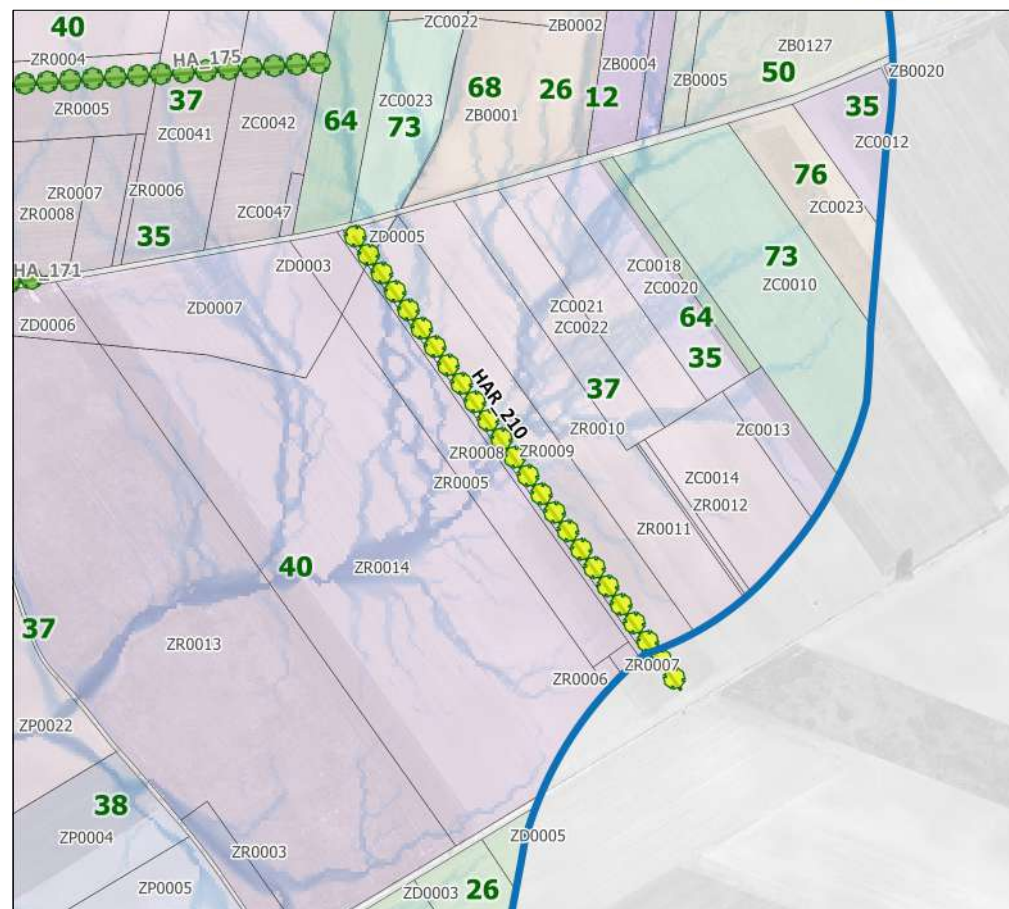 ZC0022
ZB0002
40
ZR0004
HA_175
ZB0127
ZB0004
50
ZB0005
ZB0020
68
26
12
37
ZC0023
ZR0005
ZB0001
35
64
73
ZC0041
ZC0042
ZC0012
76
ZR0007
ZR0006
ZR0008
ZC0047
ZC0023
35
ZD0005
HA_171
ZD0003
ZC0018
73
ZC0020
ZC0010
ZD0007
ZC0021
ZD0006
ZC0022
64
35
37
HAR_210
ZR0010
ZC0013
ZR0008
ZR0009
ZR0005
ZC0014
ZR0012
ZR0011
40
ZR0014
37
ZR0013
ZR0007
ZR0006
ZP0022
38
ZP0004
ZD0005
ZR0003
ZP0005
ZD0003
26